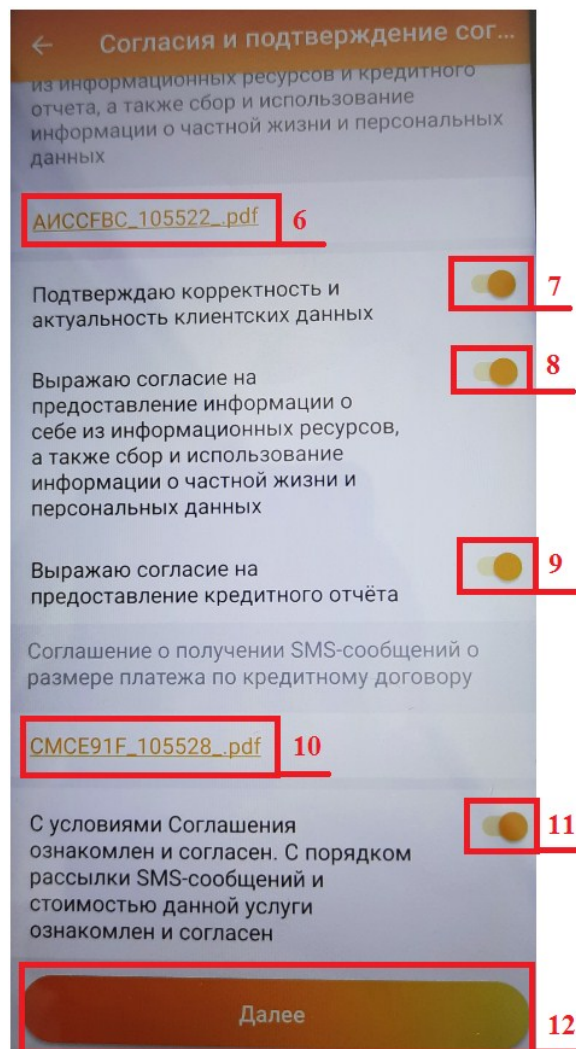 Согласия и подтверждение сог...
из информационных ресурсов и кредитного
отчета, а также сбор и использование
информации о частной жизни и персональных
данных
АИССFBC_105522_.pdf
6
Подтверждаю корректность и
актуальность клиентских данных
7
Выражаю согласие на
предоставление информации о
себе из информационных ресурсов,
а также сбор и использование
информации о частной жизни и
персональных данных
8
Выражаю согласие на
предоставление кредитного отчёта
9
Соглашение о получении SMS-сообщений о
размере платежа по кредитному договору
СМСE91F_105528_.pdf
10
С условиями Соглашения
ознакомлен и согласен. С порядком
рассылки SMS-сообщений и
стоимостью данной услуги
ознакомлен и согласен
11
Далее
12